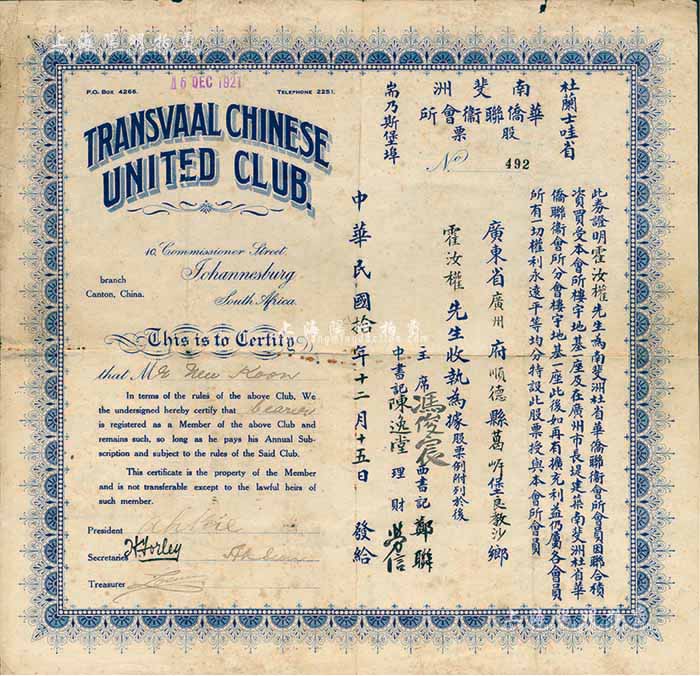 P.O. BOX 4266.
16 DEC 1921
TELEPHONE 2251.
TRANSVAAL CHINESE
UNITED CLUB.
10, Commissioner Street.
Johannesburg
South Africa
branch
Canton, China.
This is to Certify
that Mr
In terms of the rules of the above Club, We
the undersigned hereby certify that bearer
is registered as a Member of the above Club and
remains such, so long as he pays his Annual Sub-
scription and subject to the rules of the Said Club.
This certificate is the property of the Member
and is not transferable except to the lawful heirs of
such member.
President
Secretaries
Treasurer
杜蘭士哇省
南斐洲
華僑聯衞會所
股票
No 492
此券證明霍汝權先生為南斐洲杜省華僑聯衞會所會員因聯合積
資買受本會所樓宇地基一座及在廣州市長堤建築南斐洲杜省華
僑聯衞會所分會樓宇地基一座此後如再有擴充利益仍屬各會員
所有一切權利永遠平等均分特設此股票授與本會所會員
廣東省廣州府順德縣葛岸堡良教沙鄉
霍汝權先生收執為據股票例附列於後
主席馮俊宸西書記鄭聯
中書記陳逸瑩理財勞信
中華民國拾年十二月十五日發給